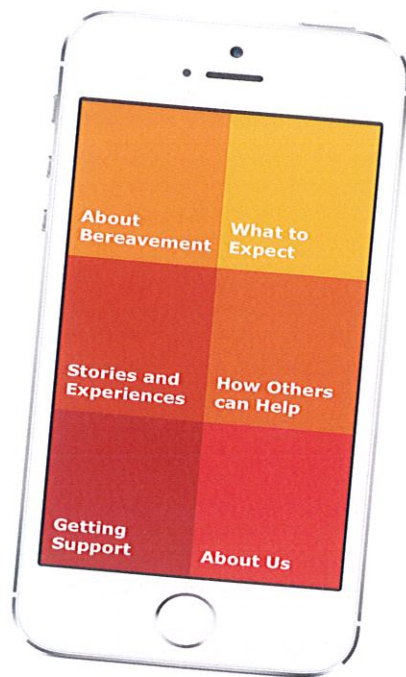 About
Bereavement
What to
Expect
Stories and
Experiences
How Others
can Help
Getting
Support
About Us